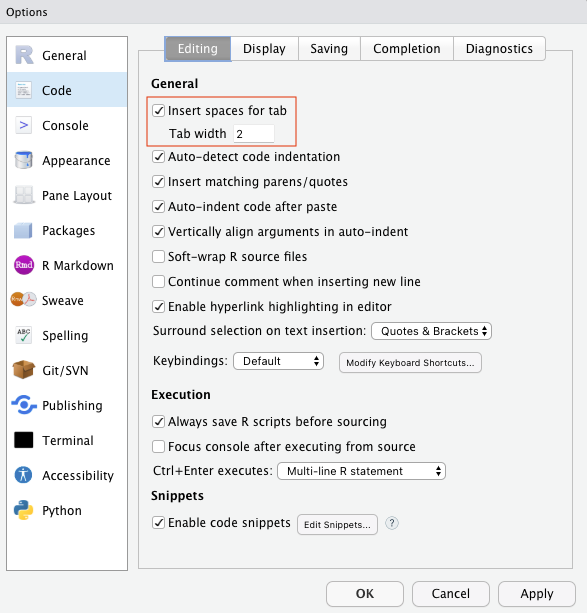 Options
General
Code
Console
Appearance
Pane Layout
Packages
R Markdown
Sweave
Spelling
Git/SVN
Publishing
Terminal
Accessibility
Python
Editing Display Saving Completion Diagnostics
General
Insert spaces for tab
Tab width 2
Auto-detect code indentation
Insert matching parens/quotes
Auto-indent code after paste
Vertically align arguments in auto-indent
Soft-wrap R source files
Continue comment when inserting new line
Enable hyperlink highlighting in editor
Surround selection on text insertion: Quotes & Brackets
Keybindings: Default Modify Keyboard Shortcuts...
Execution
Always save R scripts before sourcing
Focus console after executing from source
Ctrl+Enter executes: Multi-line R statement
Snippets
Enable code snippets Edit Snippets... ?
OK Cancel Apply